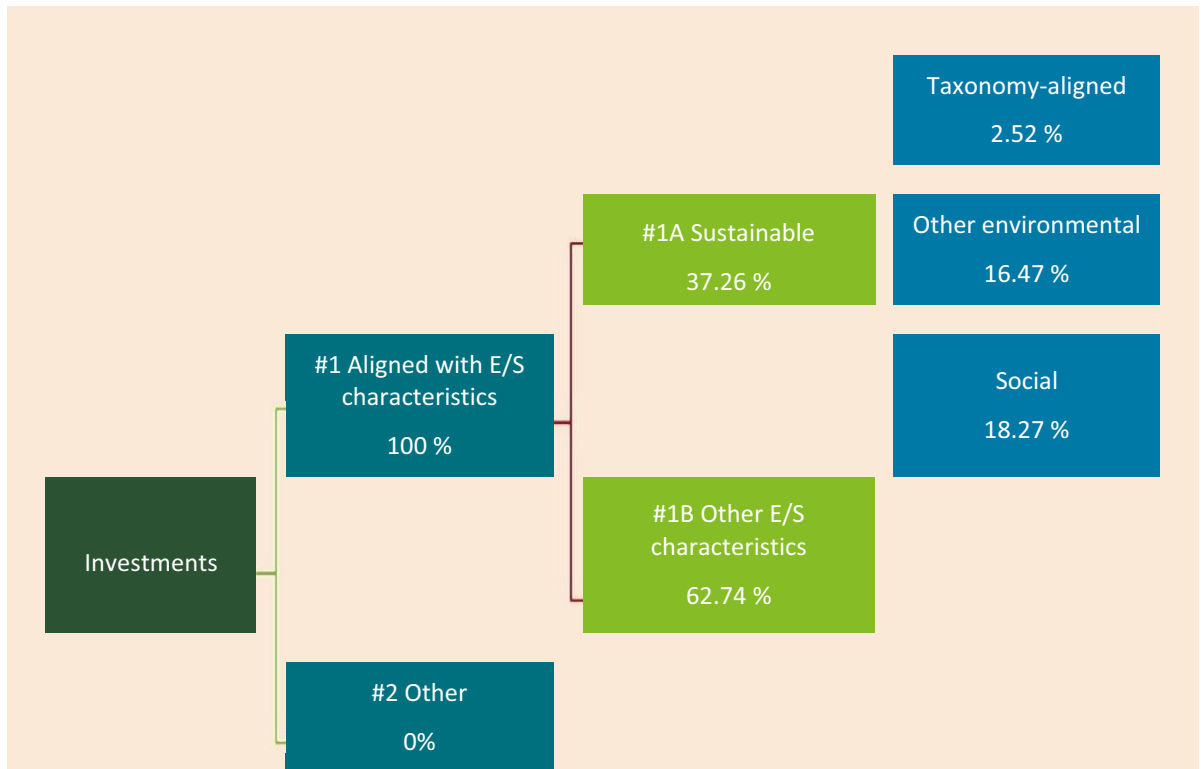 Taxonomy-aligned
2.52 %
#1A Sustainable
37.26 %
Other environmental
16.47 %
#1 Aligned with E/S
characteristics
100 %
Social
18.27 %
Investments
#1B Other E/S
characteristics
62.74 %
#2 Other
0%